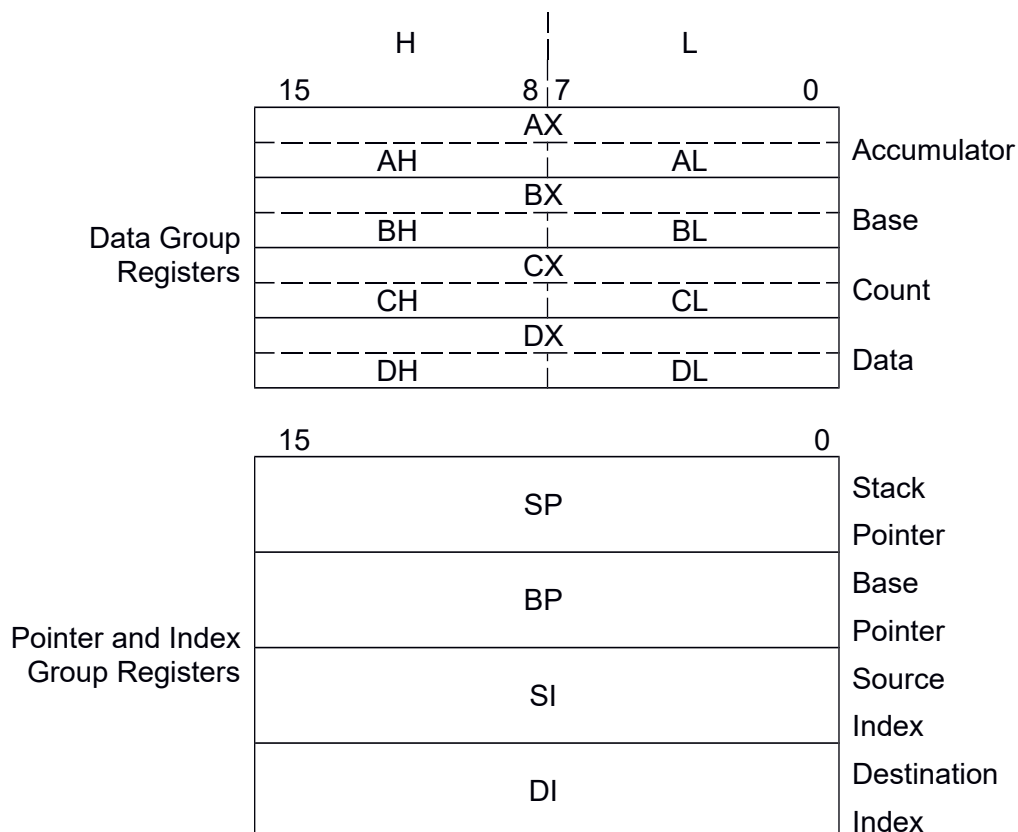 H L
15 8 7 0
AX
AH AL
Accumulator
BX
BH BL
Base
Data Group
Registers
CX
CH CL
Count
DX
DH DL
Data
15 0
SP
Stack
Pointer
BP
Base
Pointer
Pointer and Index
Group Registers
SI
Source
Index
DI
Destination
Index